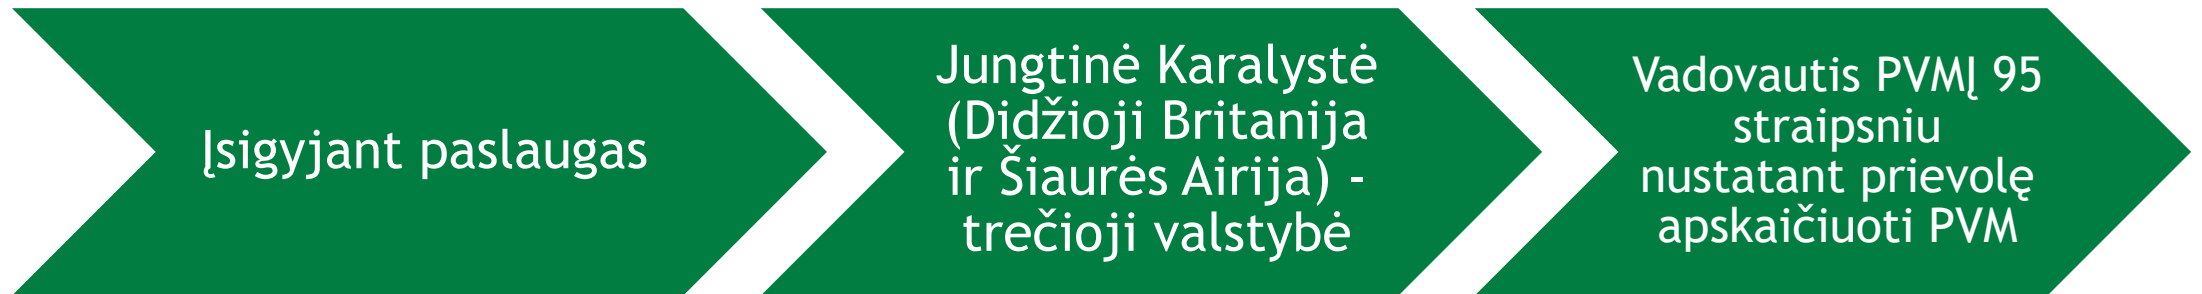 Įsigyjant paslaugas
Jungtinė Karalystė
(Didžioji Britanija
ir Šiaurės Airija) -
trečioji valstybė
Vadovautis PVMĮ 95
straipsniu
nustatant prievolę
apskaičiuoti PVM